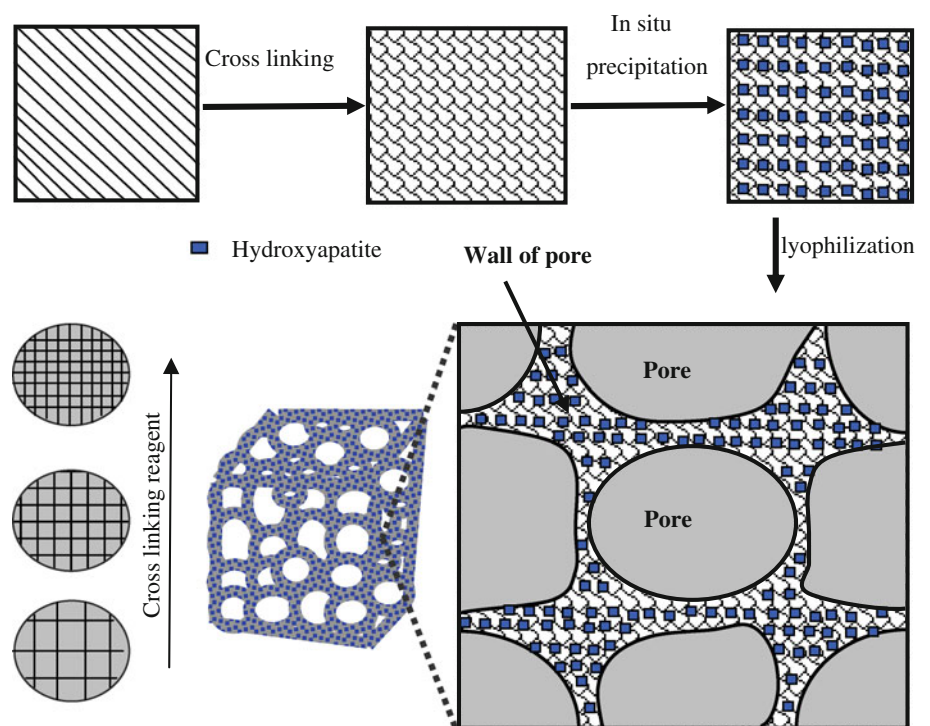 Cross linking
In situ
precipitation
Hydroxyapatite
Wall of pore
lyophilization
Pore
Pore
Cross linking reagent